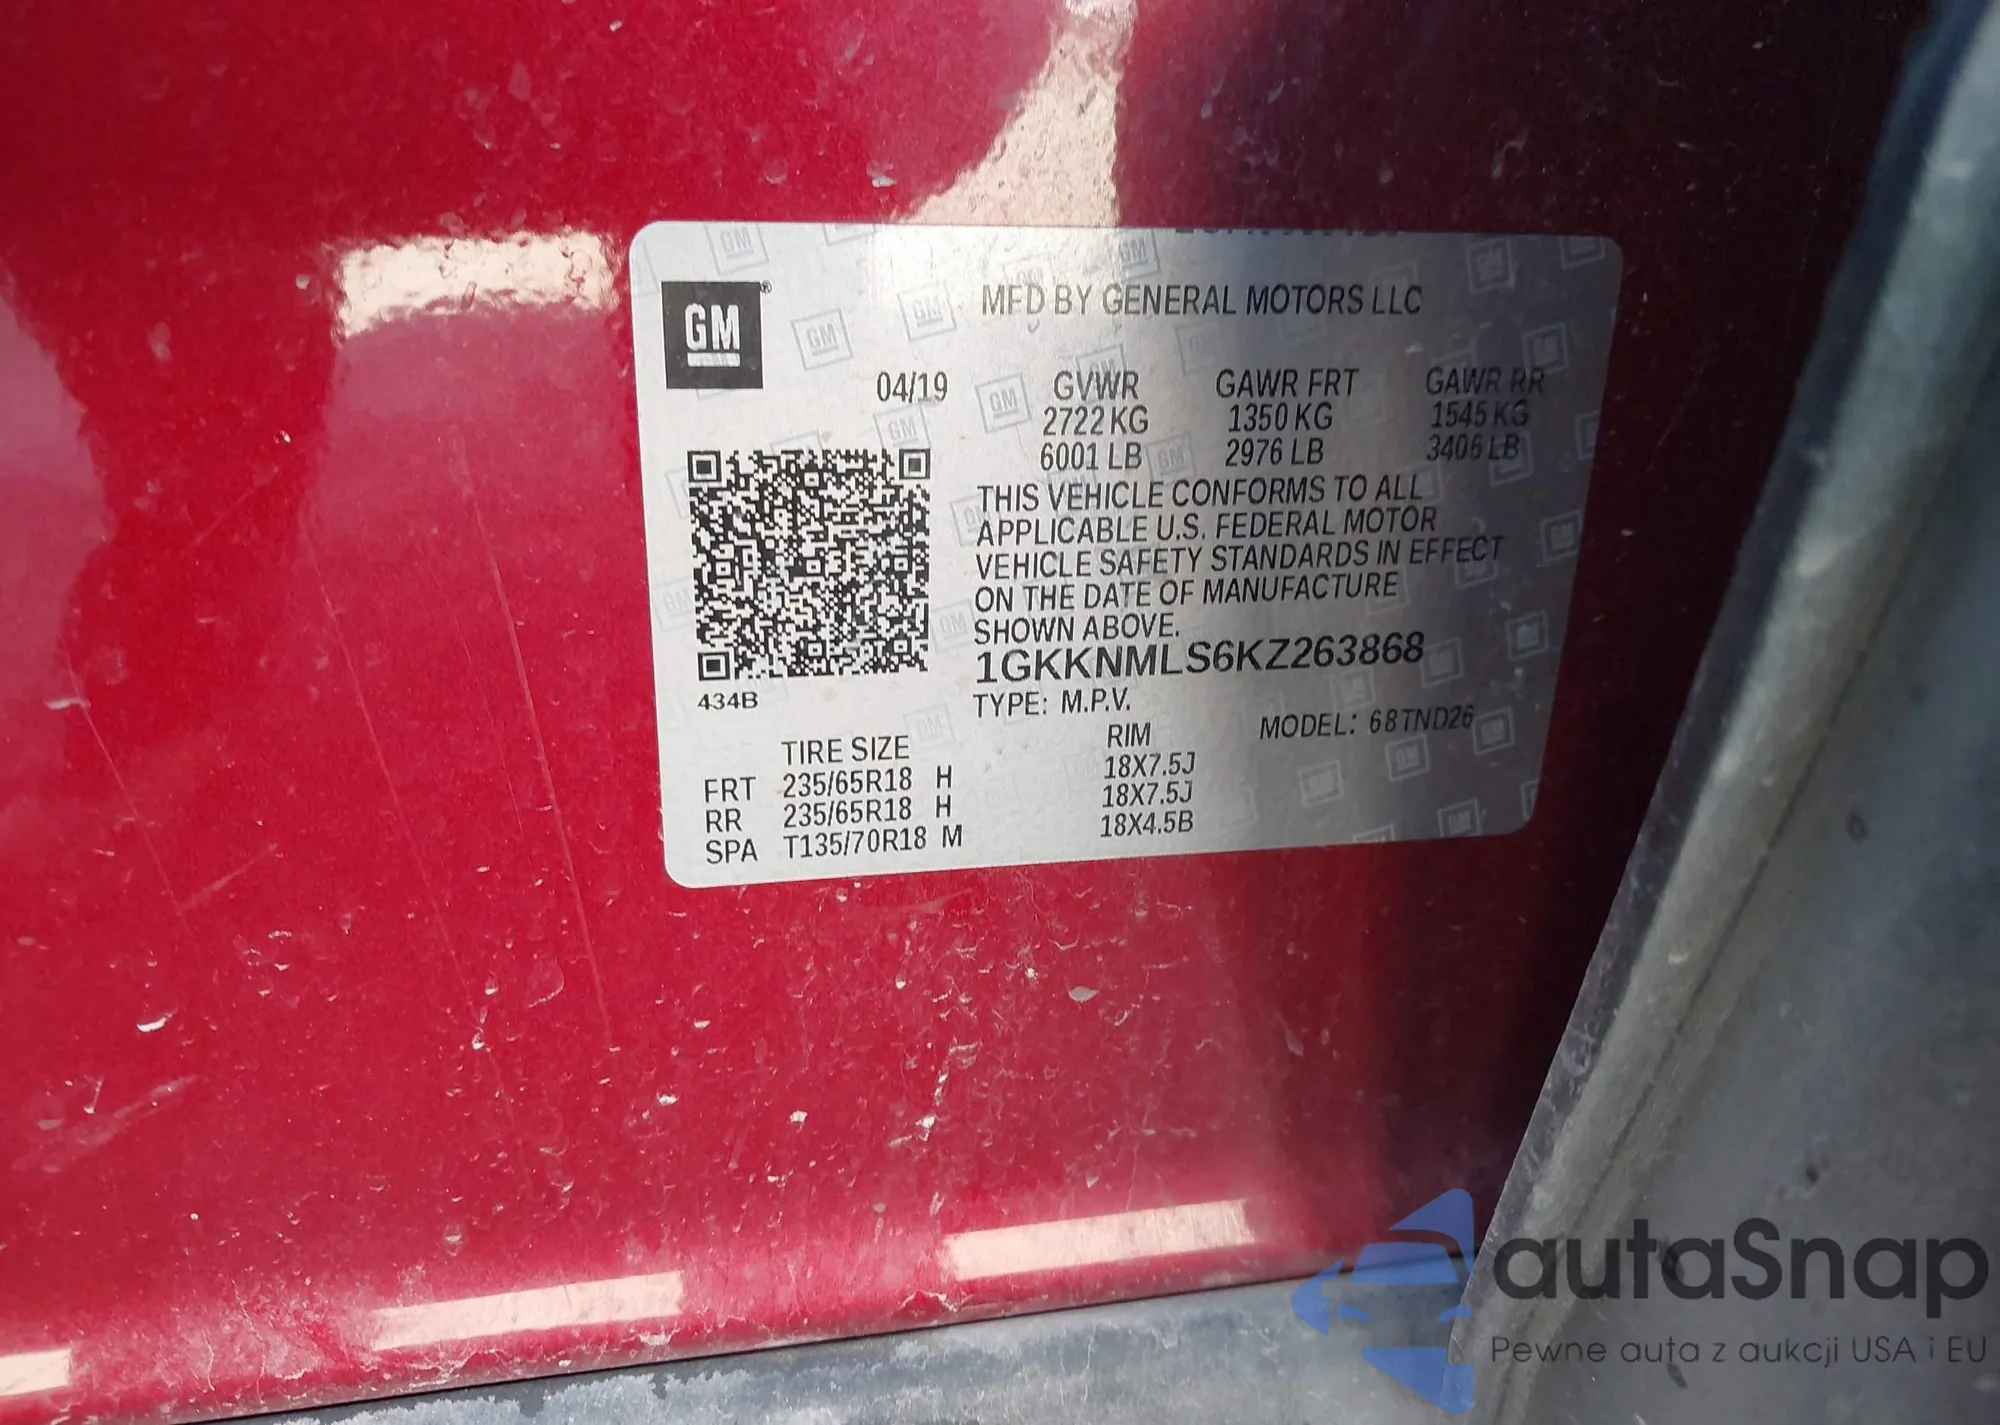 GM
MFD BY GENERAL MOTORS LLC
04/19 GVWR GAWR FRT GAWR RR
2722 KG 1350 KG 1545 KG
6001 LB 2976 LB 3406 LB
THIS VEHICLE CONFORMS TO ALL
APPLICABLE U.S. FEDERAL MOTOR
VEHICLE SAFETY STANDARDS IN EFFECT
ON THE DATE OF MANUFACTURE
SHOWN ABOVE.
1GKKNMLS6KZ263868
434B
TYPE: M.P.V. MODEL: 68TND26
TIRE SIZE RIM
FRT 235/65R18 H 18X7.5J
RR 235/65R18 H 18X7.5J
SPA T135/70R18 M 18X4.5B
autaSnap
Pewne auta z aukcji USA i EU